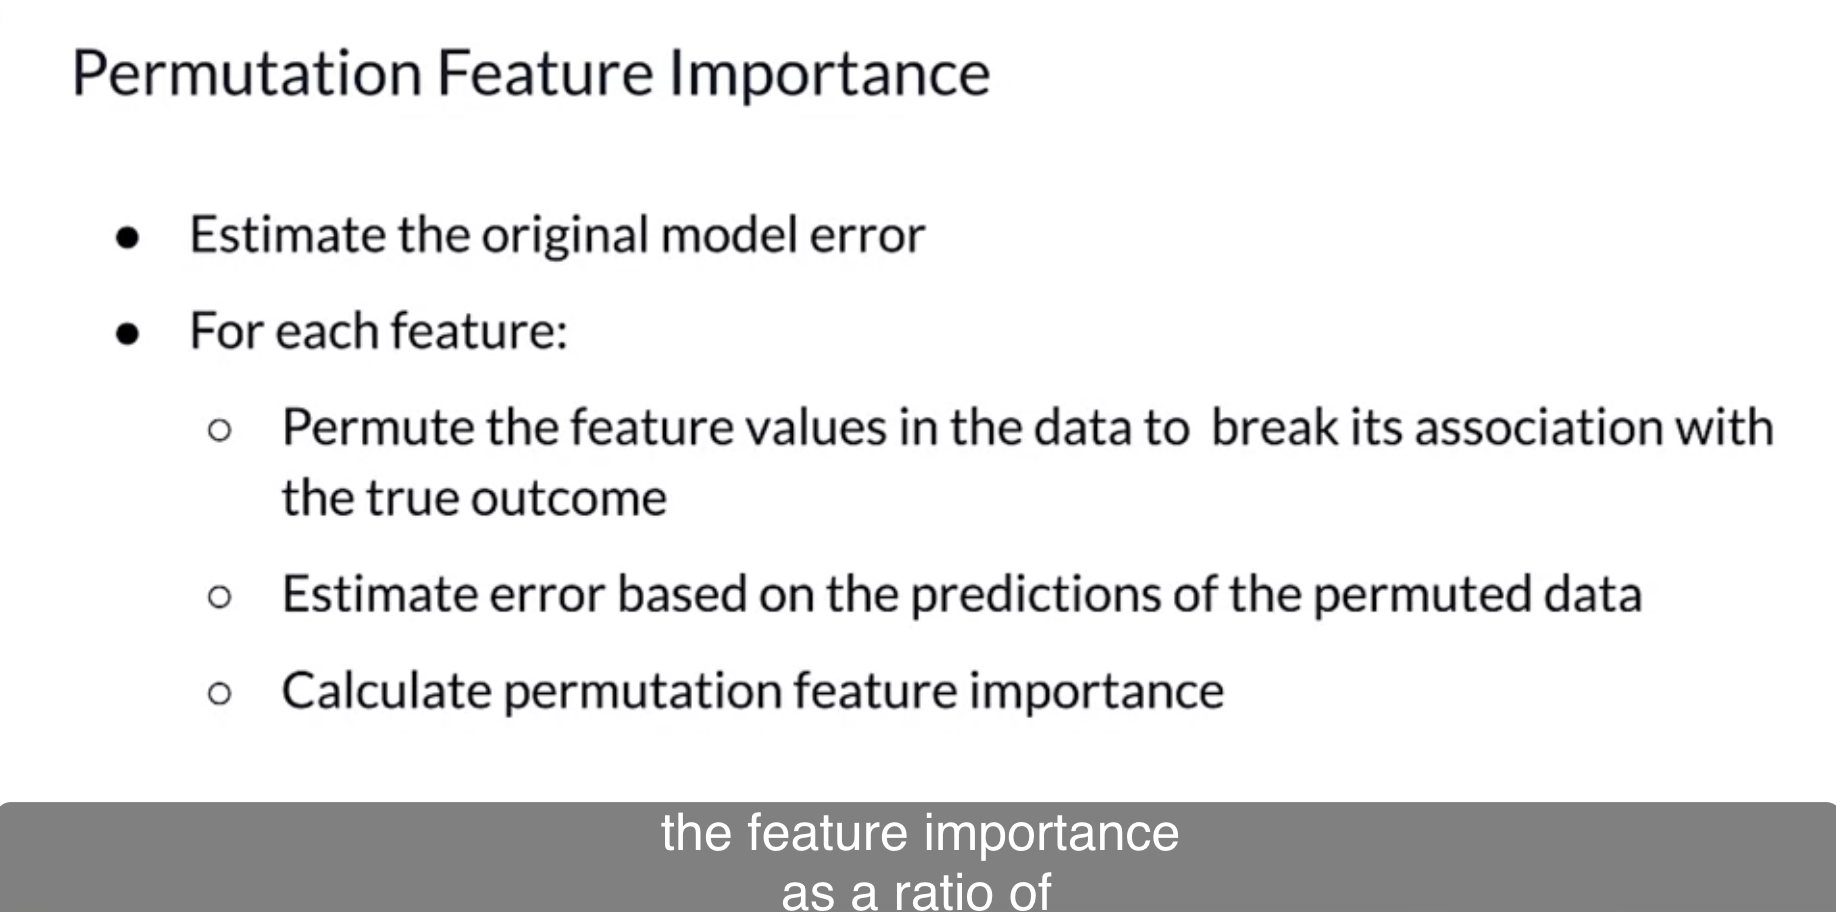 Permutation Feature Importance
● Estimate the original model error
● For each feature:
○ Permute the feature values in the data to break its association with
the true outcome
○ Estimate error based on the predictions of the permuted data
○ Calculate permutation feature importance
the feature importance
as a ratio of